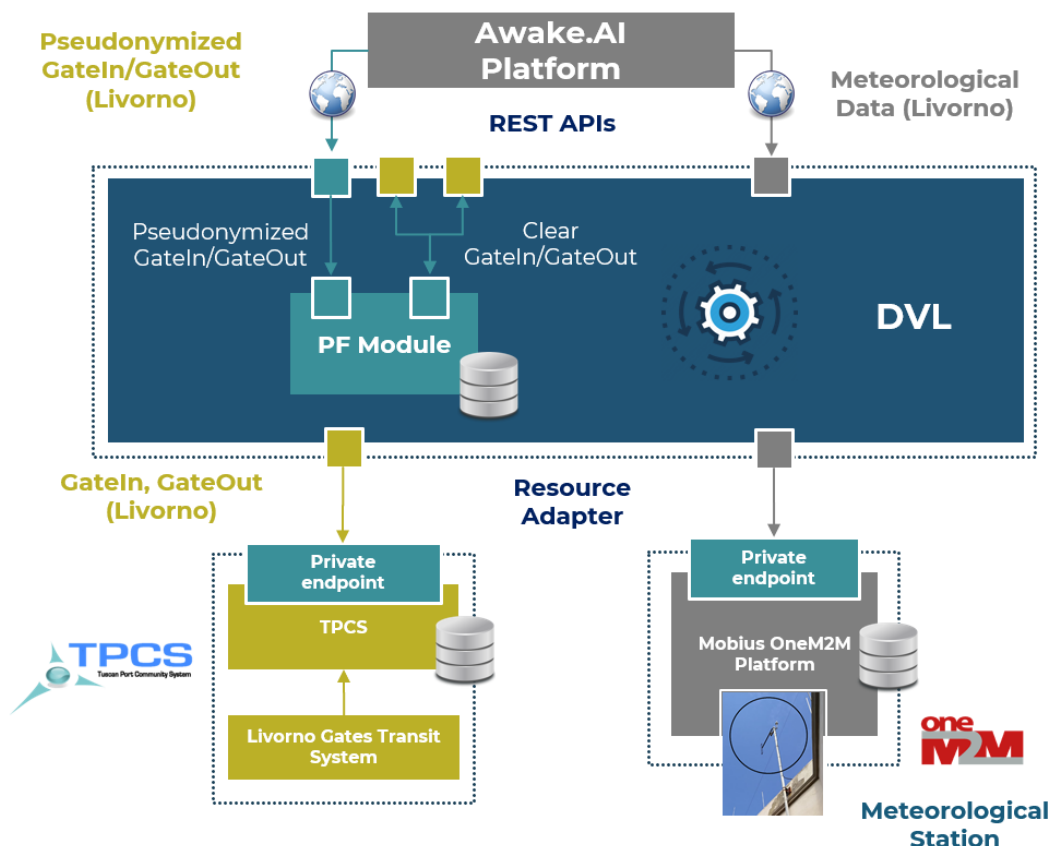 Pseudonymized
GateIn/GateOut
(Livorno)
Awake.AI
Platform
Meteorological
Data (Livorno)
REST APIs
Pseudonymized
GateIn/GateOut
Clear
GateIn/GateOut
PF Module
DVL
GateIn, GateOut
(Livorno)
Resource
Adapter
Private
endpoint
TPCS
Livorno Gates Transit
System
TPCS
Tuscan Port Community System
Private
endpoint
Mobius OneM2M
Platform
one
M2M
Meteorological
Station